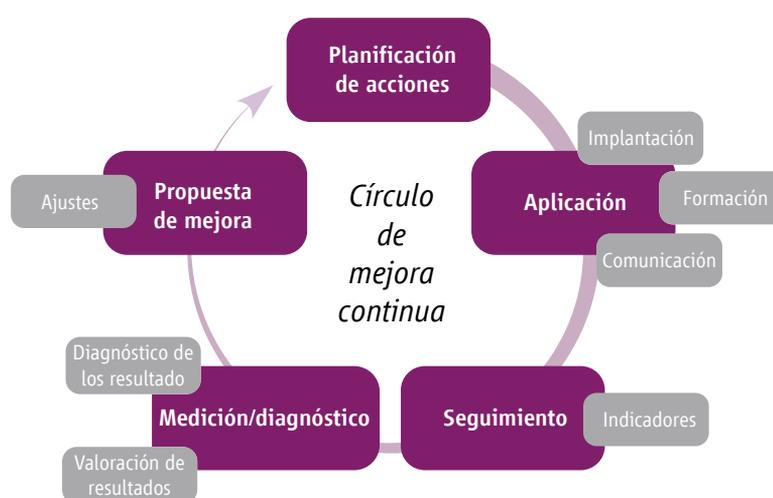 Planificación
de acciones
Implantación
Aplicación
Formación
Comunicación
Seguimiento
Indicadores
Medición/diagnóstico
Diagnóstico de
los resultado
Valoración de
resultados
Propuesta
de mejora
Ajustes
Círculo
de
mejora
continua